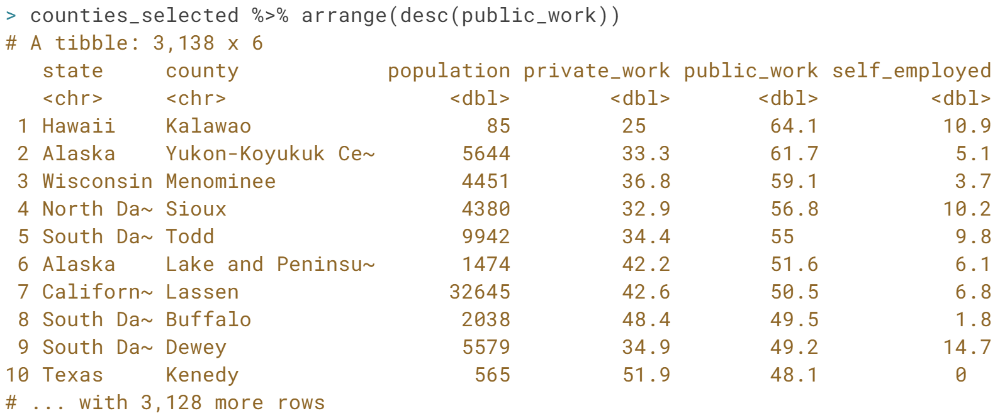 > counties_selected %>% arrange(desc(public_work))
# A tibble: 3,138 x 6
   state     county            population private_work public_work self_employed
   <chr>     <chr>                  <dbl>        <dbl>       <dbl>         <dbl>
 1 Hawaii    Kalawao                   85         25          64.1          10.9
 2 Alaska    Yukon-Koyukuk Ce~       5644         33.3        61.7           5.1
 3 Wisconsin Menominee               4451         36.8        59.1           3.7
 4 North Da~ Sioux                   4380         32.9        56.8          10.2
 5 South Da~ Todd                    9942         34.4        55             9.8
 6 Alaska    Lake and Peninsu~       1474         42.2        51.6           6.1
 7 Californ~ Lassen                 32645         42.6        50.5           6.8
 8 South Da~ Buffalo                 2038         48.4        49.5           1.8
 9 South Da~ Dewey                   5579         34.9        49.2          14.7
10 Texas     Kenedy                   565         51.9        48.1           0
# ... with 3,128 more rows